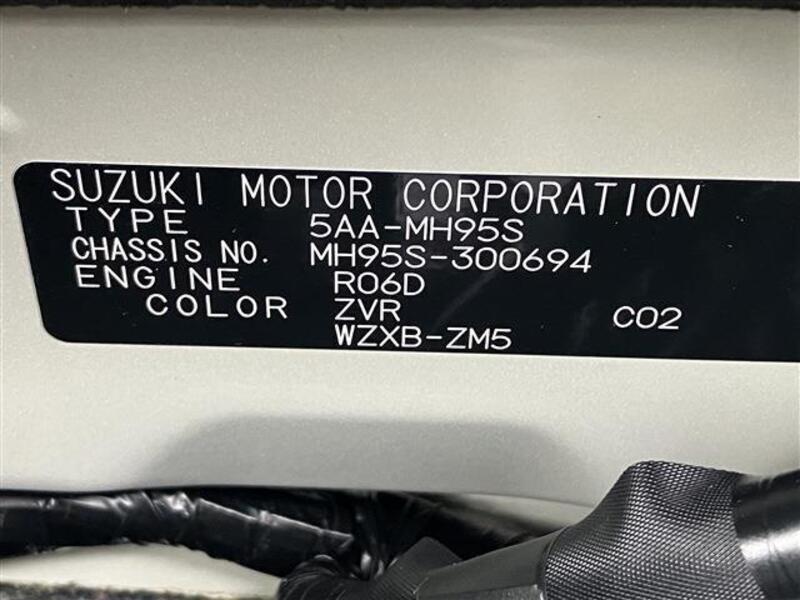 SUZUKI MOTOR CORPORATION
TYPE 5AA-MH95S
CHASSIS NO. MH95S-300694
ENGINE R06D
COLOR ZVR C02
WZXB-ZM5